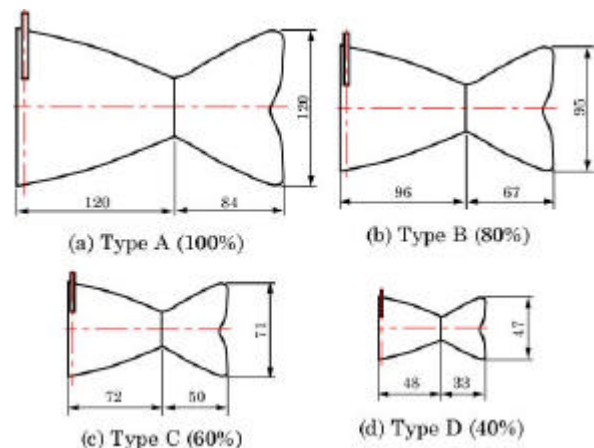 120
120 84
(a) Type A (100%)
95
96 67
(b) Type B (80%)
71
72 50
(c) Type C (60%)
47
48 33
(d) Type D (40%)